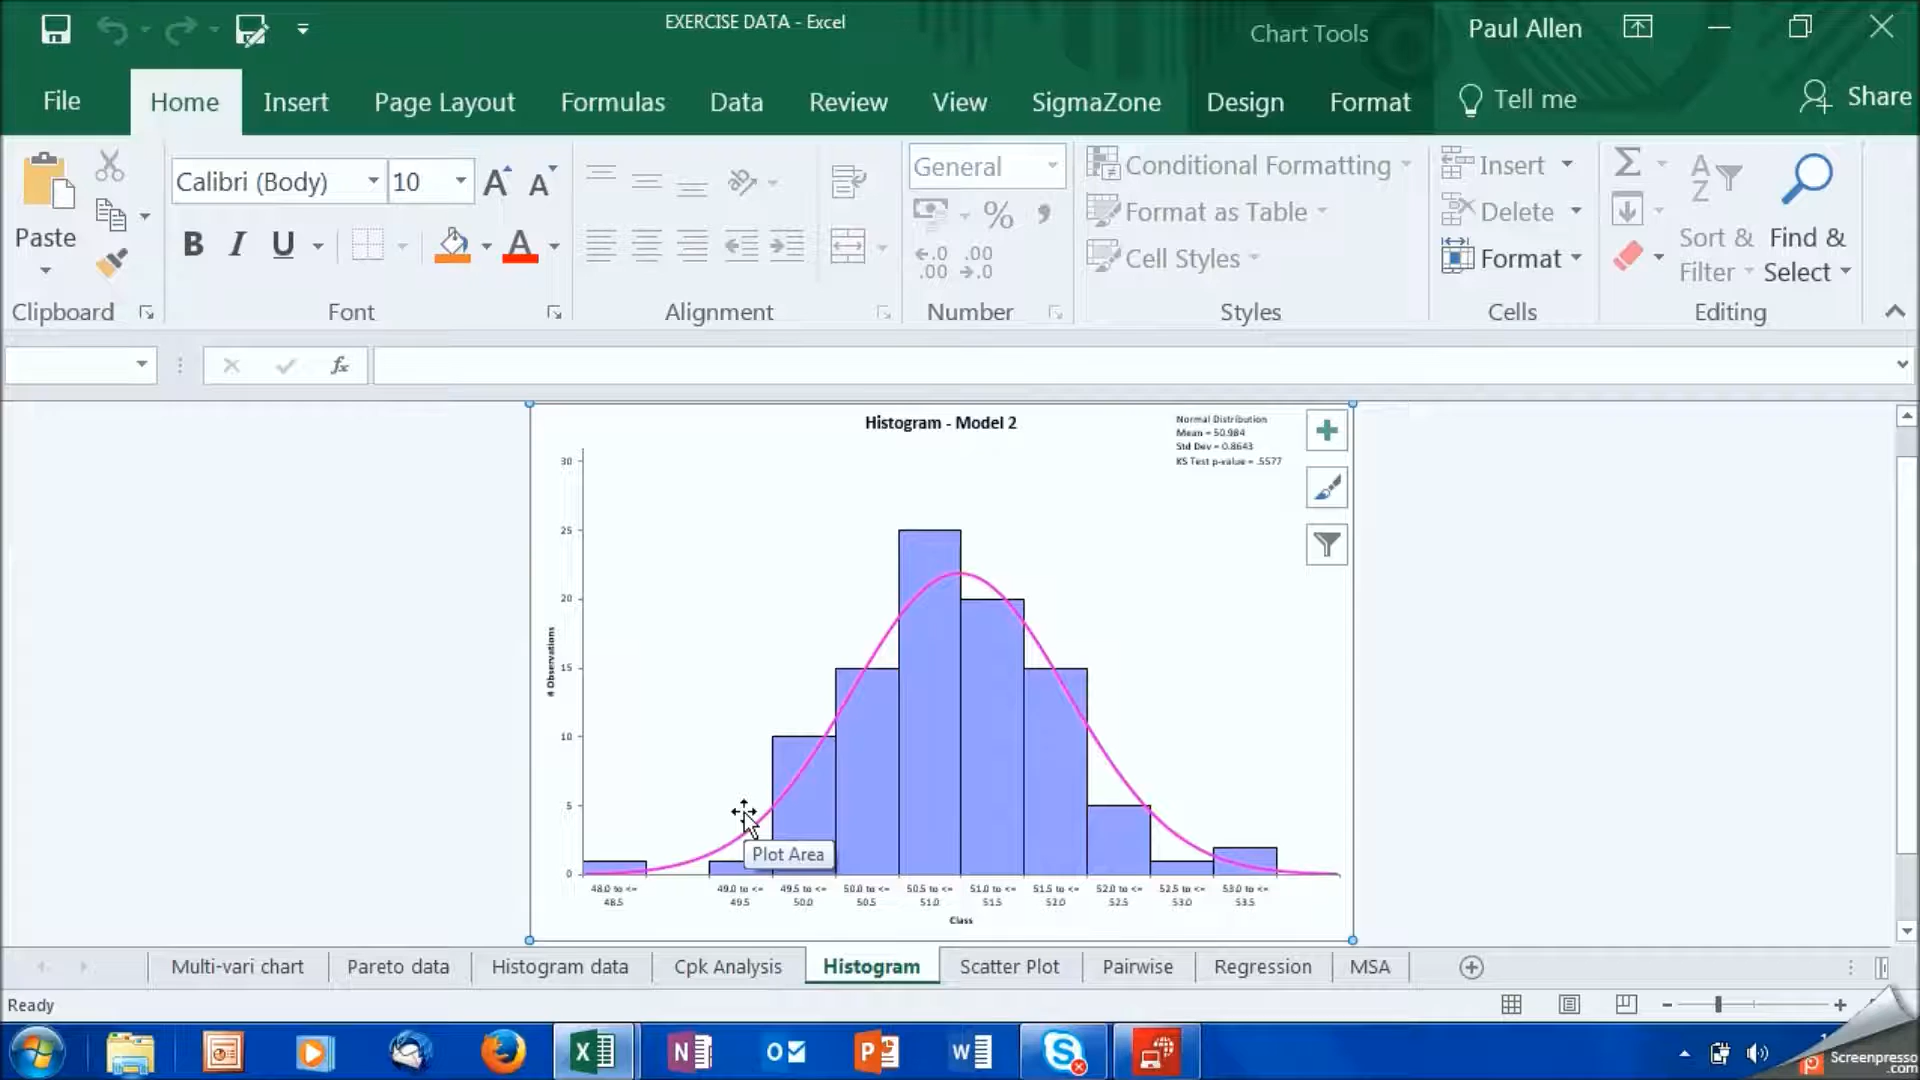 EXERCISE DATA - Excel
Chart Tools
Paul Allen
File
Home
Insert
Page Layout
Formulas
Data
Review
View
SigmaZone
Design
Format
Tell me
Share
Paste
Clipboard
Calibri (Body)
10
B I U
Font
Alignment
General
%
Number
Conditional Formatting
Format as Table
Cell Styles
Styles
Insert
Delete
Format
Cells
Sort &
Filter
Find &
Select
Editing
fx
Histogram - Model 2
Normal Distribution
Mean = 50.984
Std Dev = 0.8643
KS Test p-value = .5577
# Observations
30
25
20
15
10
5
0
Plot Area
48.0 to <=
48.5
49.0 to <=
49.5
49.5 to <=
50.0
50.0 to <=
50.5
50.5 to <=
51.0
51.0 to <=
51.5
51.5 to <=
52.0
52.0 to <=
52.5
52.5 to <=
53.0
53.0 to <=
53.5
Class
Multi-vari chart
Pareto data
Histogram data
Cpk Analysis
Histogram
Scatter Plot
Pairwise
Regression
MSA
Ready
Screenpresso
.com